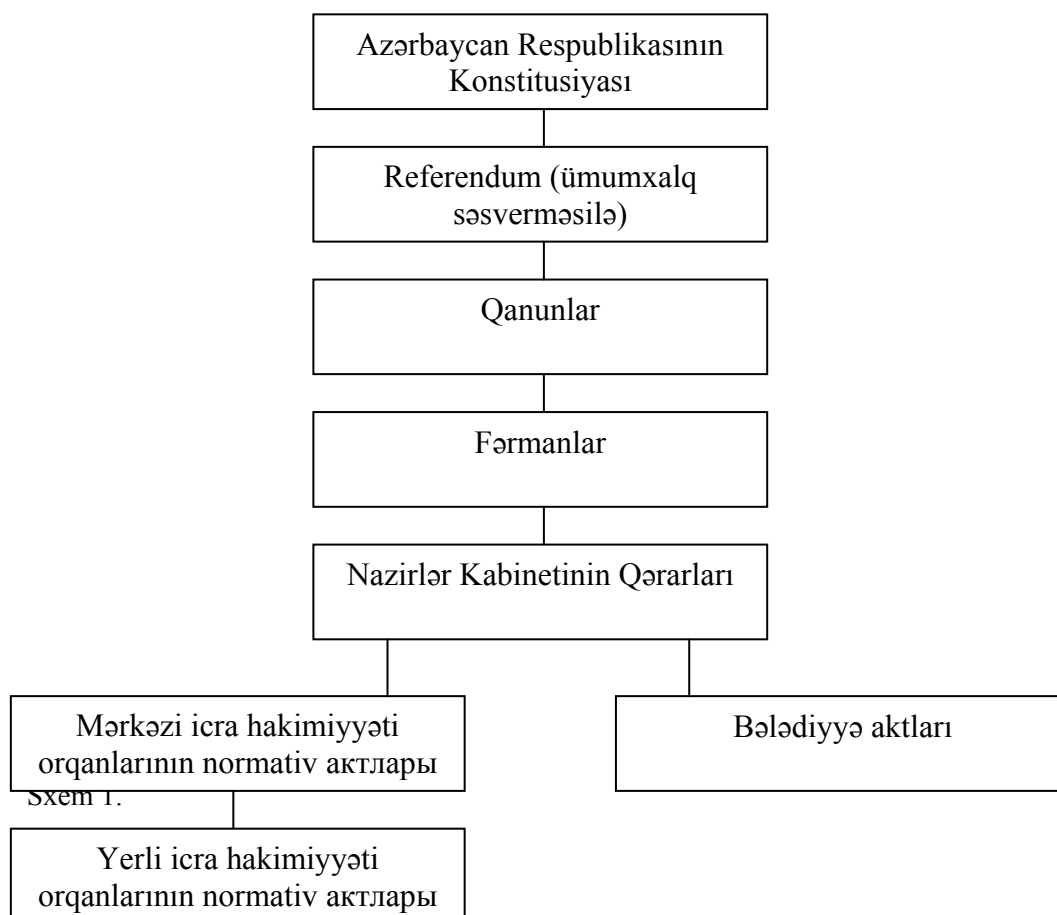 Azərbaycan Respublikasının
Konstitusiyası
Referendum (ümumxalq
səsverməsilə)
Qanunlar
Fərmanlar
Nazirlər Kabinetinin Qərarları
Mərkəzi icra hakimiyyəti
orqanlarının normativ актлары
Bələdiyyə aktları
Sxem 1.
Yerli icra hakimiyyəti
orqanlarının normativ актлары